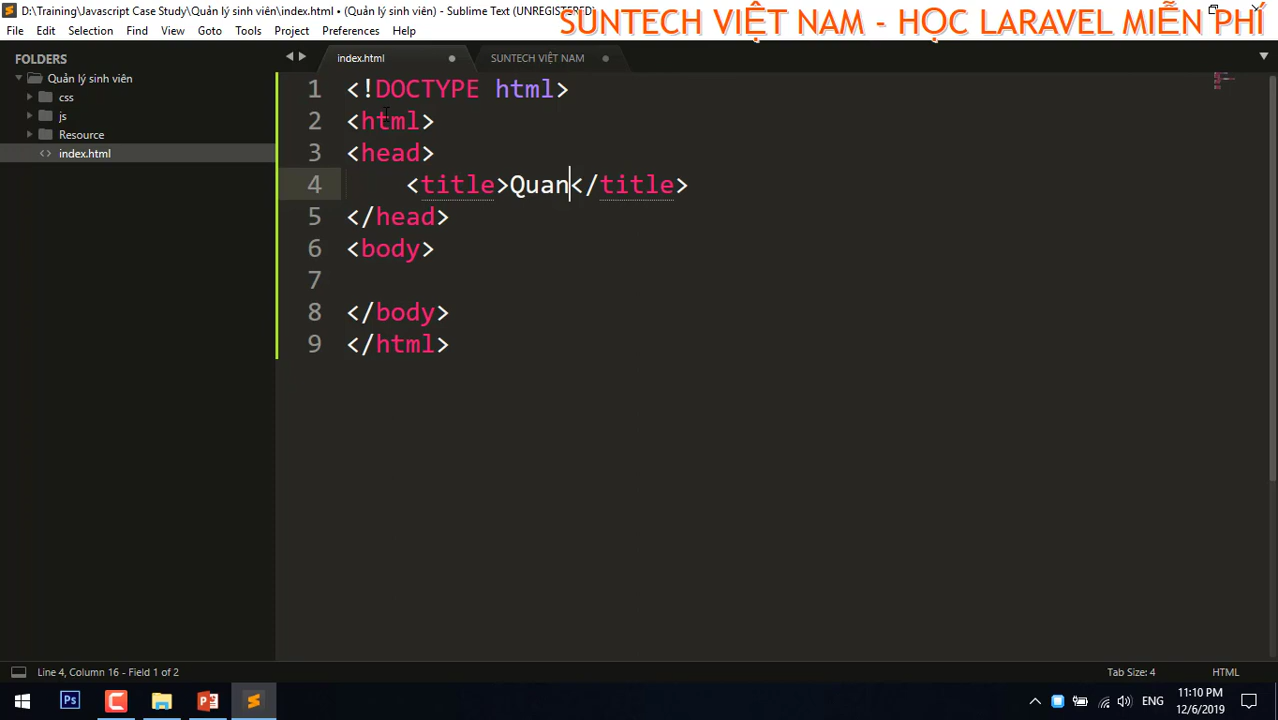 D:\Training\Javascript Case Study\Quản lý sinh viên\index.html • (Quản lý sinh viên) - Sublime Text (UNREGISTERED)
SUNTECH VIỆT NAM - HỌC LARAVEL MIỄN PHÍ
File Edit Selection Find View Goto Tools Project Preferences Help
FOLDERS
Quản lý sinh viên
css
js
Resource
index.html
index.html
SUNTECH VIỆT NAM
1 <!DOCTYPE html>
2 <html>
3 <head>
4 <title>Quan</title>
5 </head>
6 <body>
7
8 </body>
9 </html>
Line 4, Column 16 - Field 1 of 2
Tab Size: 4
HTML
Ps
ENG
11:10 PM
12/6/2019